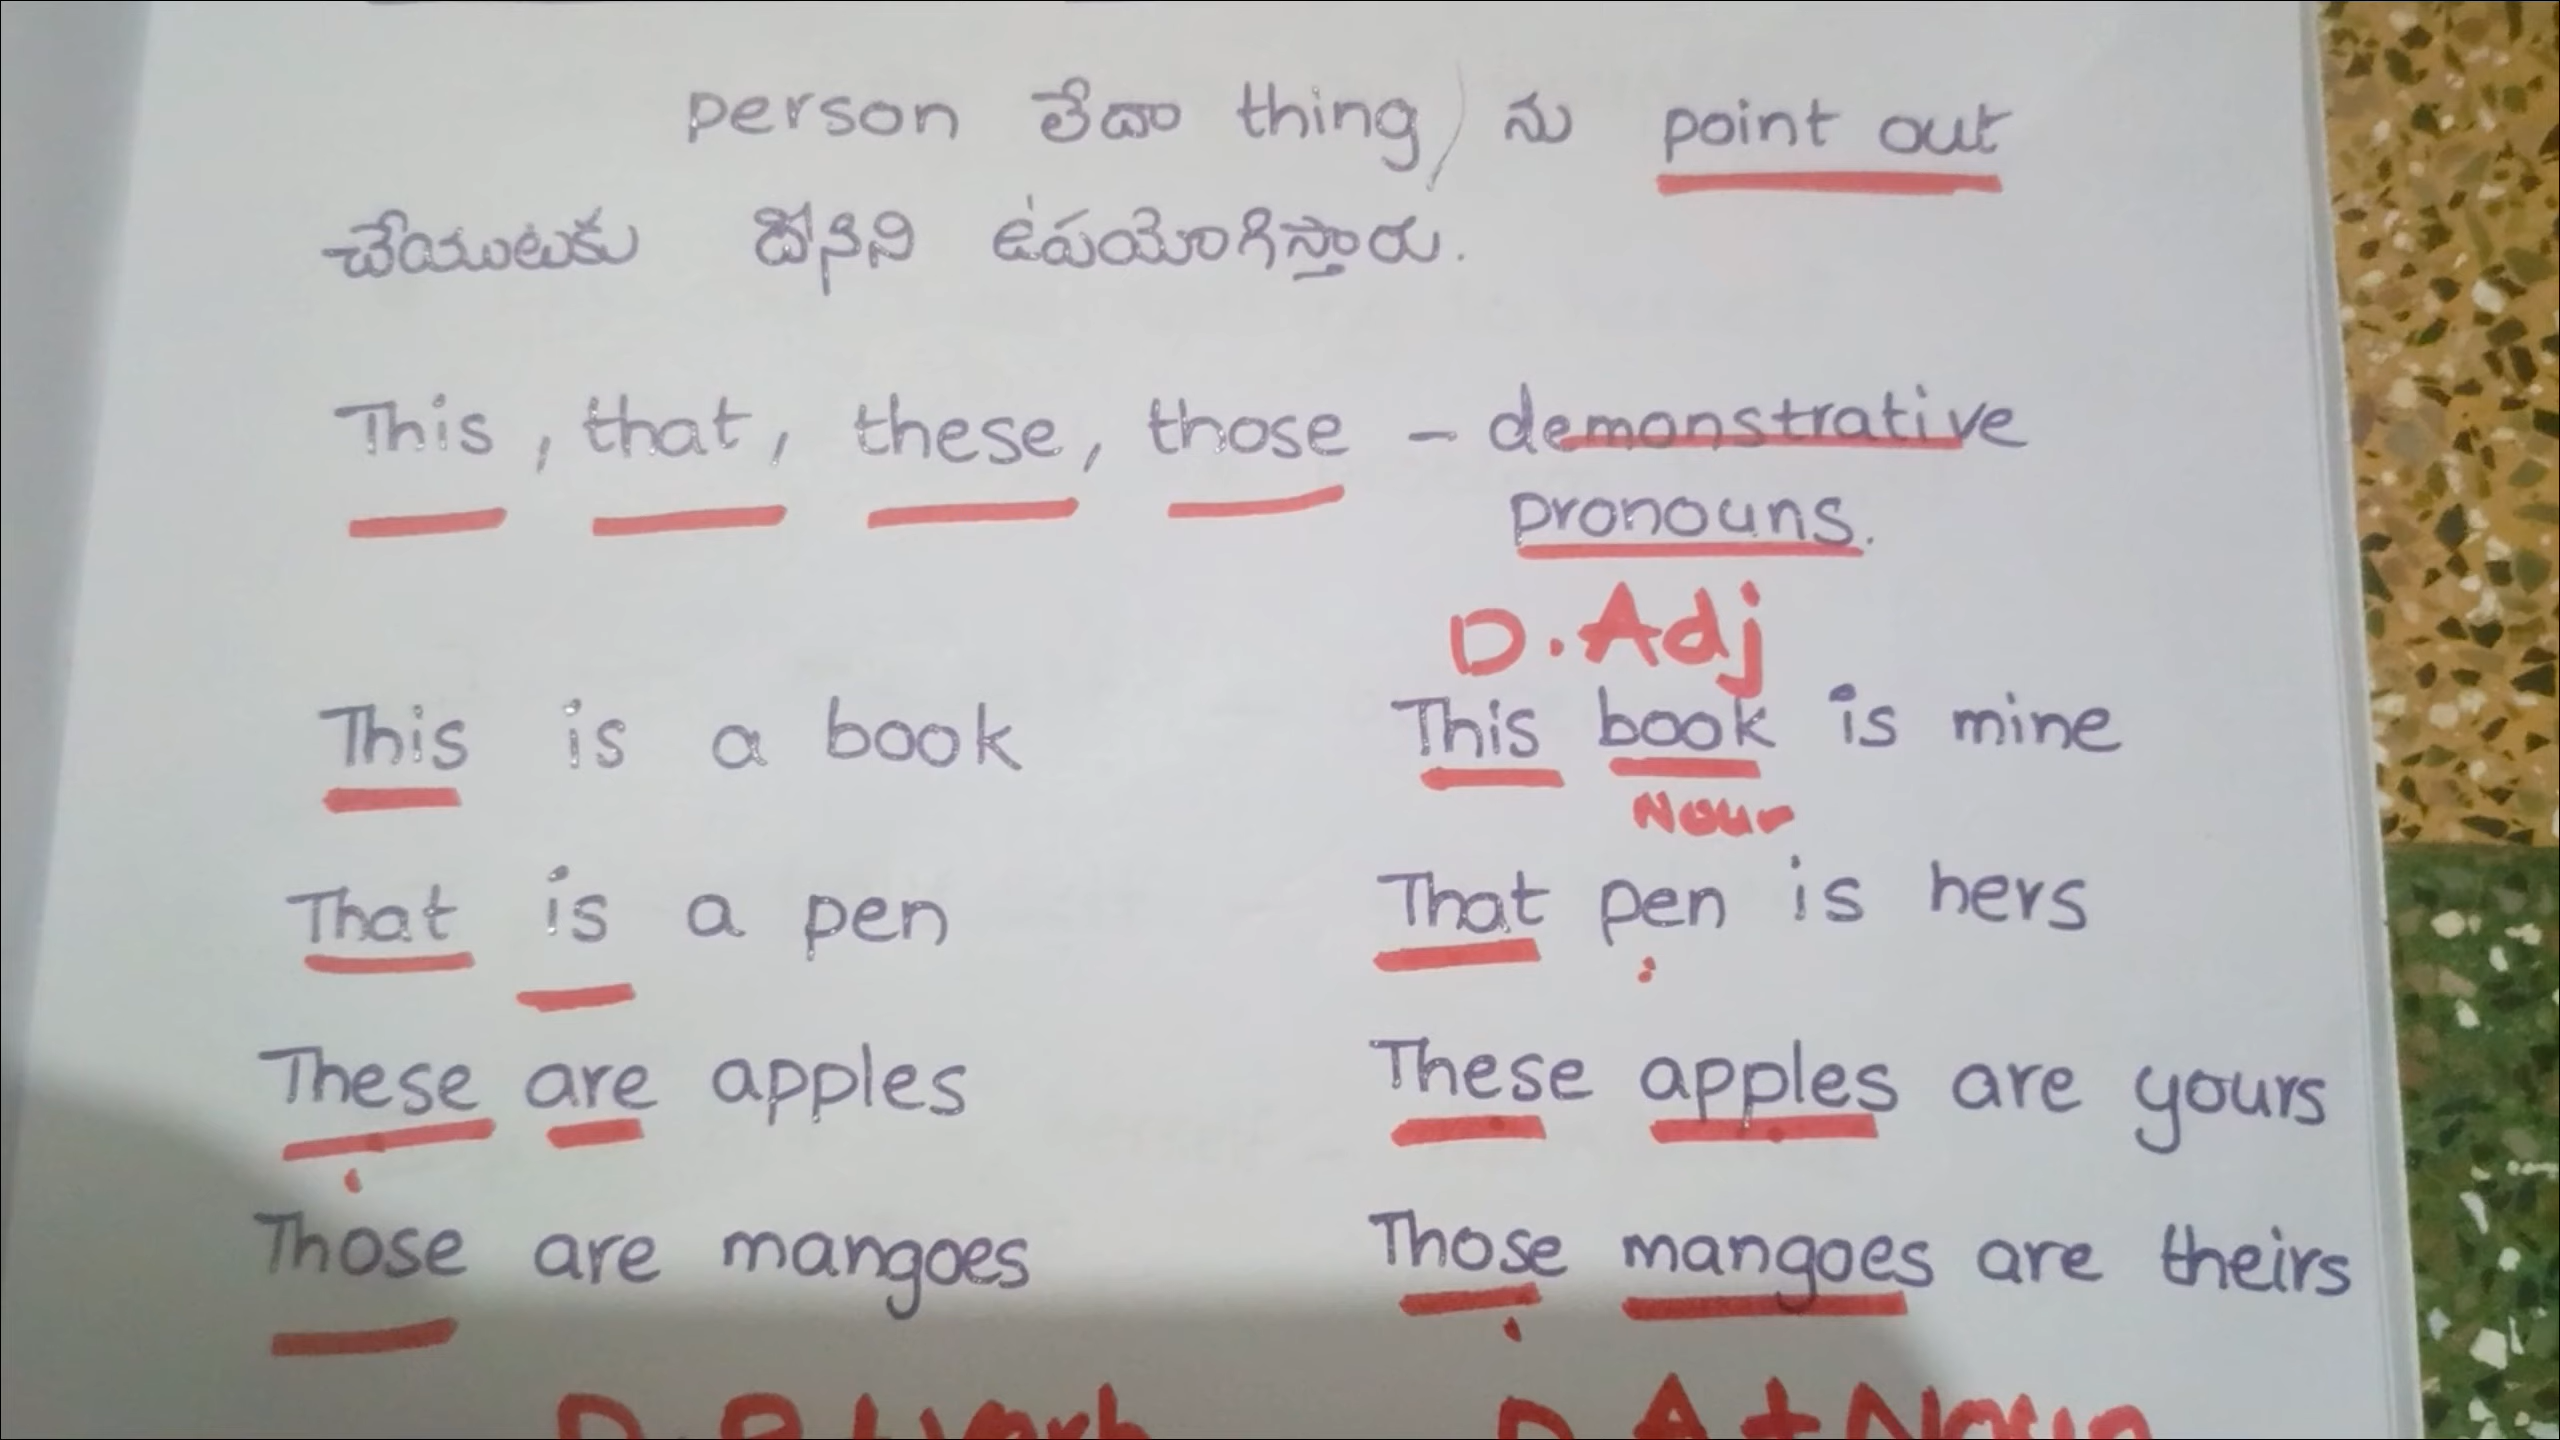 person లేదా thing) ను point out
చేయుటకు దీనిని ఉపయోగిస్తారు.
This, that, these, those - demonstrative
pronouns.
D. Adj
This is a book
This book is mine
Noun
That is a pen
That pen is hers
These are apples
These apples are yours
Those are mangoes
Those mangoes are theirs
D. P + verb
D. A + Noun